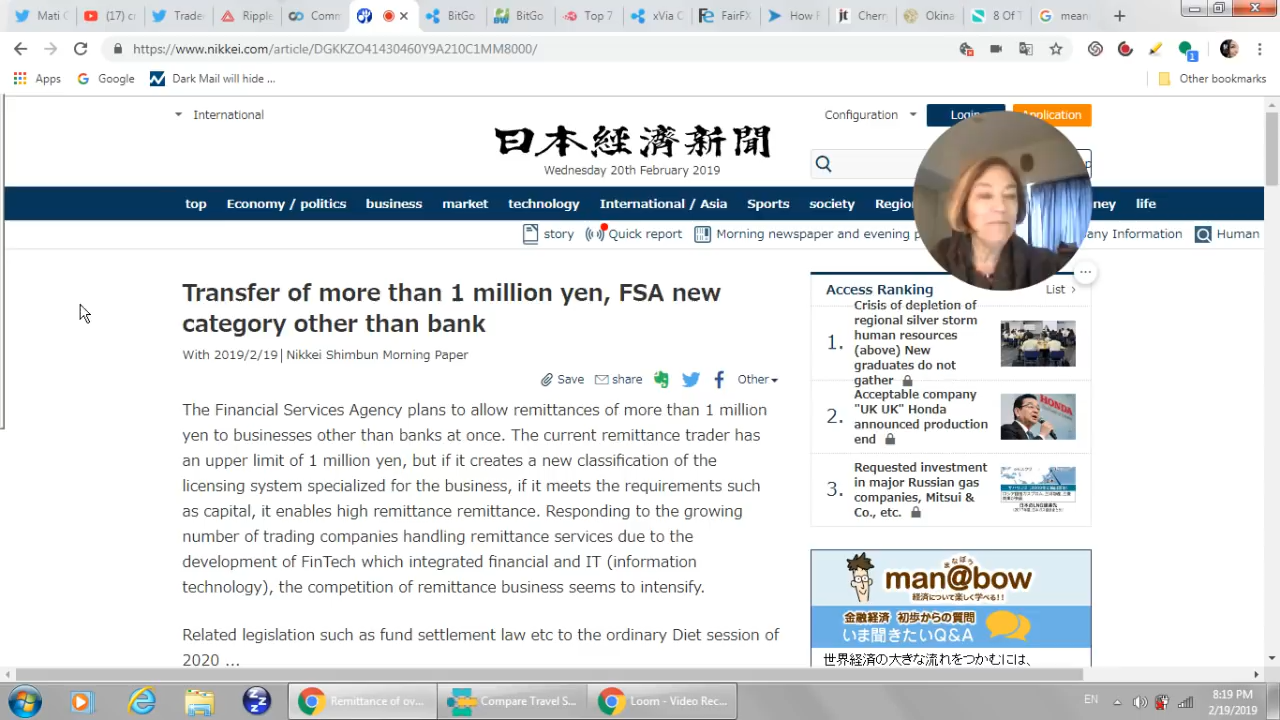 Mati
(17) c
Trade
Ripple
Comm
BitGo
BitGo
Top 7
xVia C
FairFX
How F
Cherr
Okina
8 Of T
mean
https://www.nikkei.com/article/DGKKZO41430460Y9A210C1MM8000/
1
Apps
Google
Dark Mail will hide ...
Other bookmarks
International
Configuration
Login
Application
日本経済新聞
Wednesday 20th February 2019
top
Economy / politics
business
market
technology
International / Asia
Sports
society
Regio
ney
life
story
Quick report
Morning newspaper and evening p
any Information
Human
Transfer of more than 1 million yen, FSA new
category other than bank
With 2019/2/19| Nikkei Shimbun Morning Paper
Save
share
Other
The Financial Services Agency plans to allow remittances of more than 1 million
yen to businesses other than banks at once. The current remittance trader has
an upper limit of 1 million yen, but if it creates a new classification of the
licensing system specialized for the business, if it meets the requirements such
as capital, it enables high remittance remittance. Responding to the growing
number of trading companies handling remittance services due to the
development of FinTech which integrated financial and IT (information
technology), the competition of remittance business seems to intensify.
Related legislation such as fund settlement law etc to the ordinary Diet session of
2020 ...
Access Ranking
List
1.
Crisis of depletion of
regional silver storm
human resources
(above) New
graduates do not
gather
2.
Acceptable company
"UK UK" Honda
announced production
end
HONDA
3.
Requested investment
in major Russian gas
companies, Mitsui &
Co., etc.
まなぼう
man@bow
経済について楽しく学べる!!
金融経済 初歩からの質問
いま聞きたいQ&A
世界経済の大きな流れをつかむには、
Remittance of ov...
Compare Travel S...
Loom - Video Rec...
EN
8:19 PM
2/19/2019